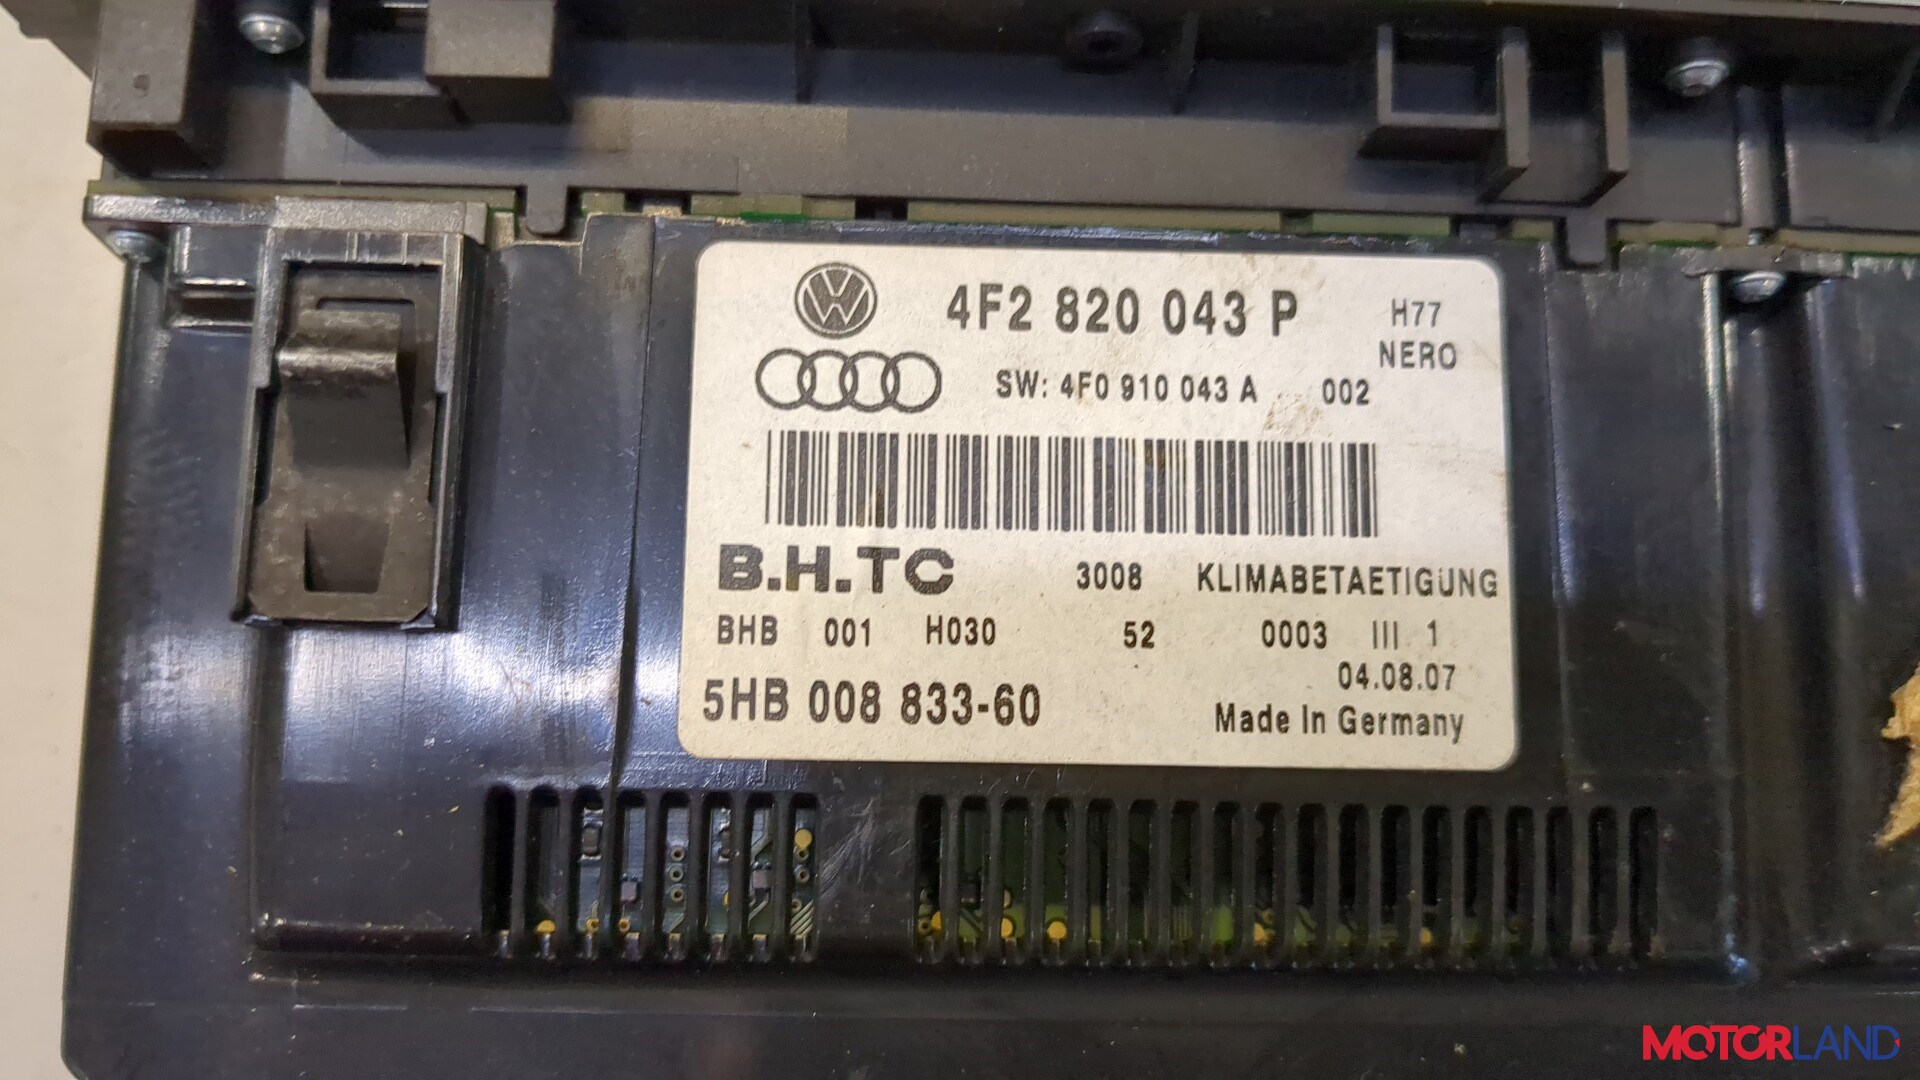 4F2 820 043 P
H77
NERO
SW: 4F0 910 043 A 002
B.H.TC 3008 KLIMABETAETIGUNG
BHB 001 H030 52 0003 III 1
04.08.07
5HB 008 833-60
Made In Germany
MOTORLAND